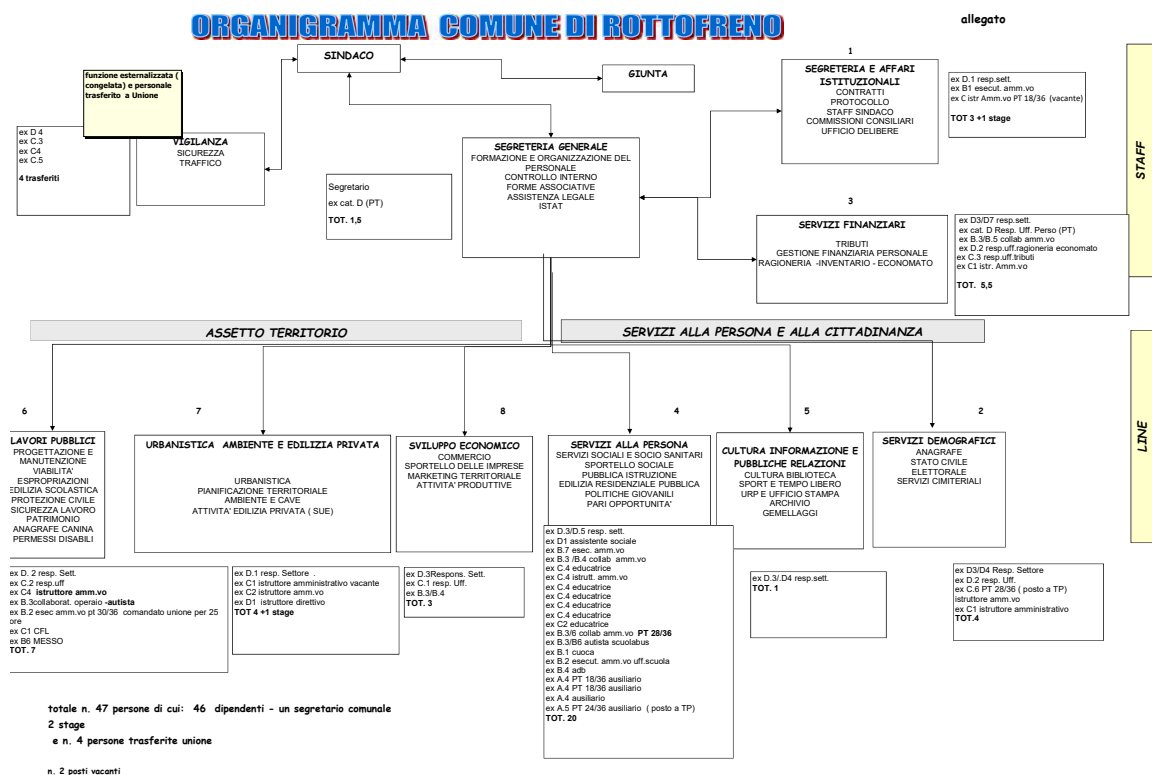 ORGANIGRAMMA COMUNE DI ROTTOFRENO
allegato
SINDACO
GIUNTA
funzione esternalizzata (
congelata) e personale
trasferito a Unione
ex D 4
ex C.3
ex C4
ex C.5
4 trasferiti
VIGILANZA
SICUREZZA
TRAFFICO
Segretario
ex cat. D (PT)
TOT. 1,5
SEGRETERIA GENERALE
FORMAZIONE E ORGANIZZAZIONE DEL
PERSONALE
CONTROLLO INTERNO
FORME ASSOCIATIVE
ASSISTENZA LEGALE
ISTAT
1
SEGRETERIA E AFFARI
ISTITUZIONALI
CONTRATTI
PROTOCOLLO
STAFF SINDACO
COMMISSIONI CONSILIARI
UFFICIO DELIBERE
ex D.1 resp.sett.
ex B1 esecut. amm.vo
ex C istr Amm.vo PT 18/36 (vacante)
TOT 3 +1 stage
STAFF
3
SERVIZI FINANZIARI
TRIBUTI
GESTIONE FINANZIARIA PERSONALE
RAGIONERIA -INVENTARIO - ECONOMATO
ex D3/D7 resp.sett.
ex cat. D Resp. Uff. Perso (PT)
ex B.3/B.5 collab amm.vo
ex D.2 resp.uff.ragioneria economato
ex C.3 resp.uff.tributi
ex C1 istr. Amm.vo
TOT. 5,5
ASSETTO TERRITORIO
SERVIZI ALLA PERSONA E ALLA CITTADINANZA
LINE
6
LAVORI PUBBLICI
PROGETTAZIONE E
MANUTENZIONE
VIABILITA'
ESPROPRIAZIONI
EDILIZIA SCOLASTICA
PROTEZIONE CIVILE
SICUREZZA LAVORO
PATRIMONIO
ANAGRAFE CANINA
PERMESSI DISABILI
ex D. 2 resp. Sett.
ex C.2 resp.uff
ex C4 istruttore amm.vo
ex B.3collaborat. operaio -autista
ex B.2 esec amm.vo pt 30/36 comandato unione per 25
ore
ex C1 CFL
ex B6 MESSO
TOT. 7
7
URBANISTICA AMBIENTE E EDILIZIA PRIVATA
URBANISTICA
PIANIFICAZIONE TERRITORIALE
AMBIENTE E CAVE
ATTIVITA' EDILIZIA PRIVATA ( SUE)
ex D.1 resp. Settore .
ex C1 istruttore amministrativo vacante
ex C2 istruttore amm.vo
ex D1 istruttore direttivo
TOT 4 +1 stage
8
SVILUPPO ECONOMICO
COMMERCIO
SPORTELLO DELLE IMPRESE
MARKETING TERRITORIALE
ATTIVITA' PRODUTTIVE
ex D.3Respons. Sett.
ex C.1 resp. Uff.
ex B.3/B.4
TOT. 3
4
SERVIZI ALLA PERSONA
SERVIZI SOCIALI E SOCIO SANITARI
SPORTELLO SOCIALE
PUBBLICA ISTRUZIONE
EDILIZIA RESIDENZIALE PUBBLICA
POLITICHE GIOVANILI
PARI OPPORTUNITA'
ex D.3/D.5 resp. sett.
ex D1 assistente sociale
ex B.7 esec. amm.vo
ex B.3 /B.4 collab amm.vo
ex C.4 educatrice
ex C.4 istrutt. amm.vo
ex C.4 educatrice
ex C.4 educatrice
ex C.4 educatrice
ex C.4 educatrice
ex C2 educatrice
ex B.3/6 collab amm.vo PT 28/36
ex B.3/B6 autista scuolabus
ex B.1 cuoca
ex B.2 esecut. amm.vo uff.scuola
ex B.4 adb
ex A.4 PT 18/36 ausiliario
ex A.4 PT 18/36 ausiliario
ex A.4 ausiliario
ex A.5 PT 24/36 ausiliario ( posto a TP)
TOT. 20
5
CULTURA INFORMAZIONE E
PUBBLICHE RELAZIONI
CULTURA BIBLIOTECA
SPORT E TEMPO LIBERO
URP E UFFICIO STAMPA
ARCHIVIO
GEMELLAGGI
ex D.3/.D4 resp.sett.
TOT. 1
2
SERVIZI DEMOGRAFICI
ANAGRAFE
STATO CIVILE
ELETTORALE
SERVIZI CIMITERIALI
ex D3/D4 Resp. Settore
ex D.2 resp. Uff.
ex C.6 PT 28/36 ( posto a TP)
istruttore amm.vo
ex C1 istruttore amministrativo
TOT.4
totale n. 47 persone di cui: 46 dipendenti - un segretario comunale
2 stage
e n. 4 persone trasferite unione
n. 2 posti vacanti